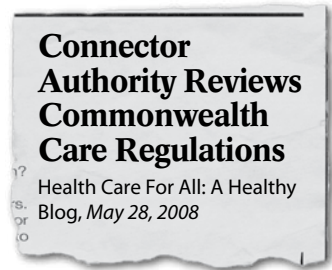 Connector
Authority Reviews
Commonwealth
Care Regulations
Health Care For All: A Healthy
Blog, May 28, 2008